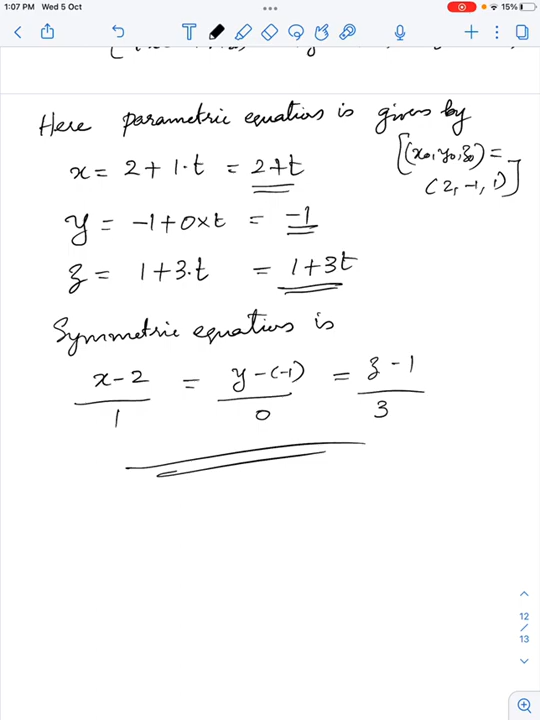 1:07 PM Wed 5 Oct
15%
T
Here parametric equation is given by
[(x₀, y₀, z₀) =
(2, -1, 1)]
x = 2 + 1·t = 2+t
y = -1 + 0×t = -1
z = 1+3·t = 1+3t
Symmetric equation is
x-2/1 = y-(-1)/0 = z-1/3
12
/
13